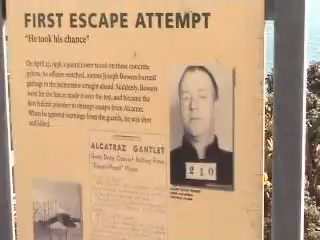 FIRST ESCAPE ATTEMPT
"He took his chance"
On April 27, 1936, a guard tower stood on these concrete
pylons. As officers watched, inmate Joseph Bowers burned
garbage in the incinerator straight ahead. Suddenly, Bowers
went for the fence, made it over the top, and became the
first federal prisoner to attempt escape from Alcatraz.
When he ignored warnings from the guards, he was shot
and killed.
ALCATRAZ GANTLET
210